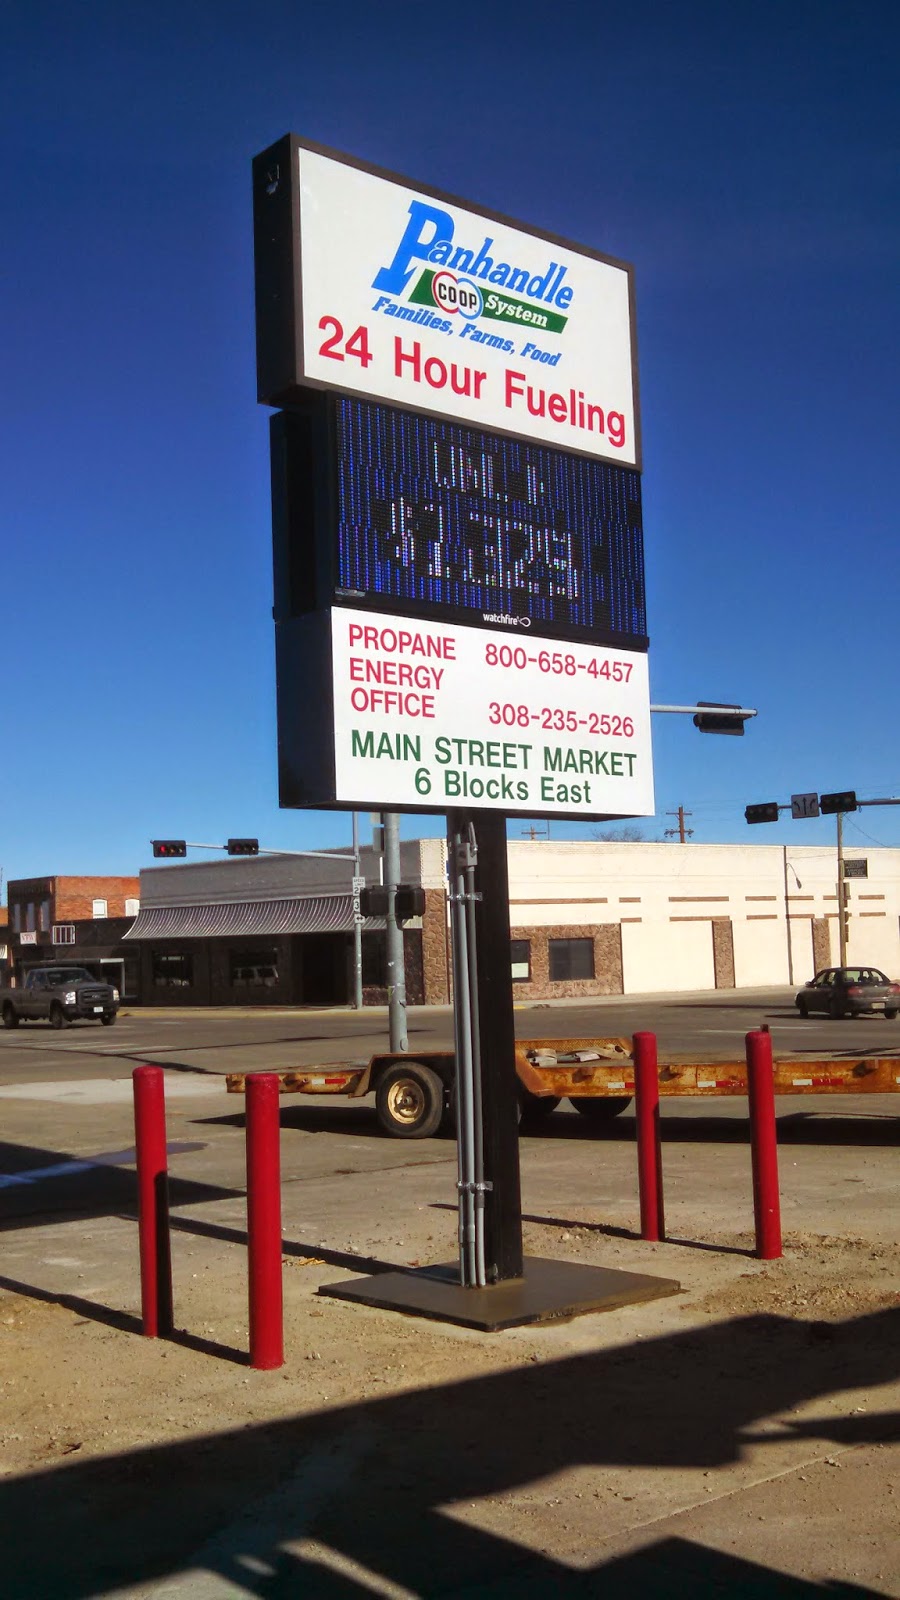 Panhandle
COOP System
Families, Farms, Food
24 Hour Fueling
watchfire
PROPANE 800-658-4457
ENERGY
OFFICE 308-235-2526
MAIN STREET MARKET
6 Blocks East